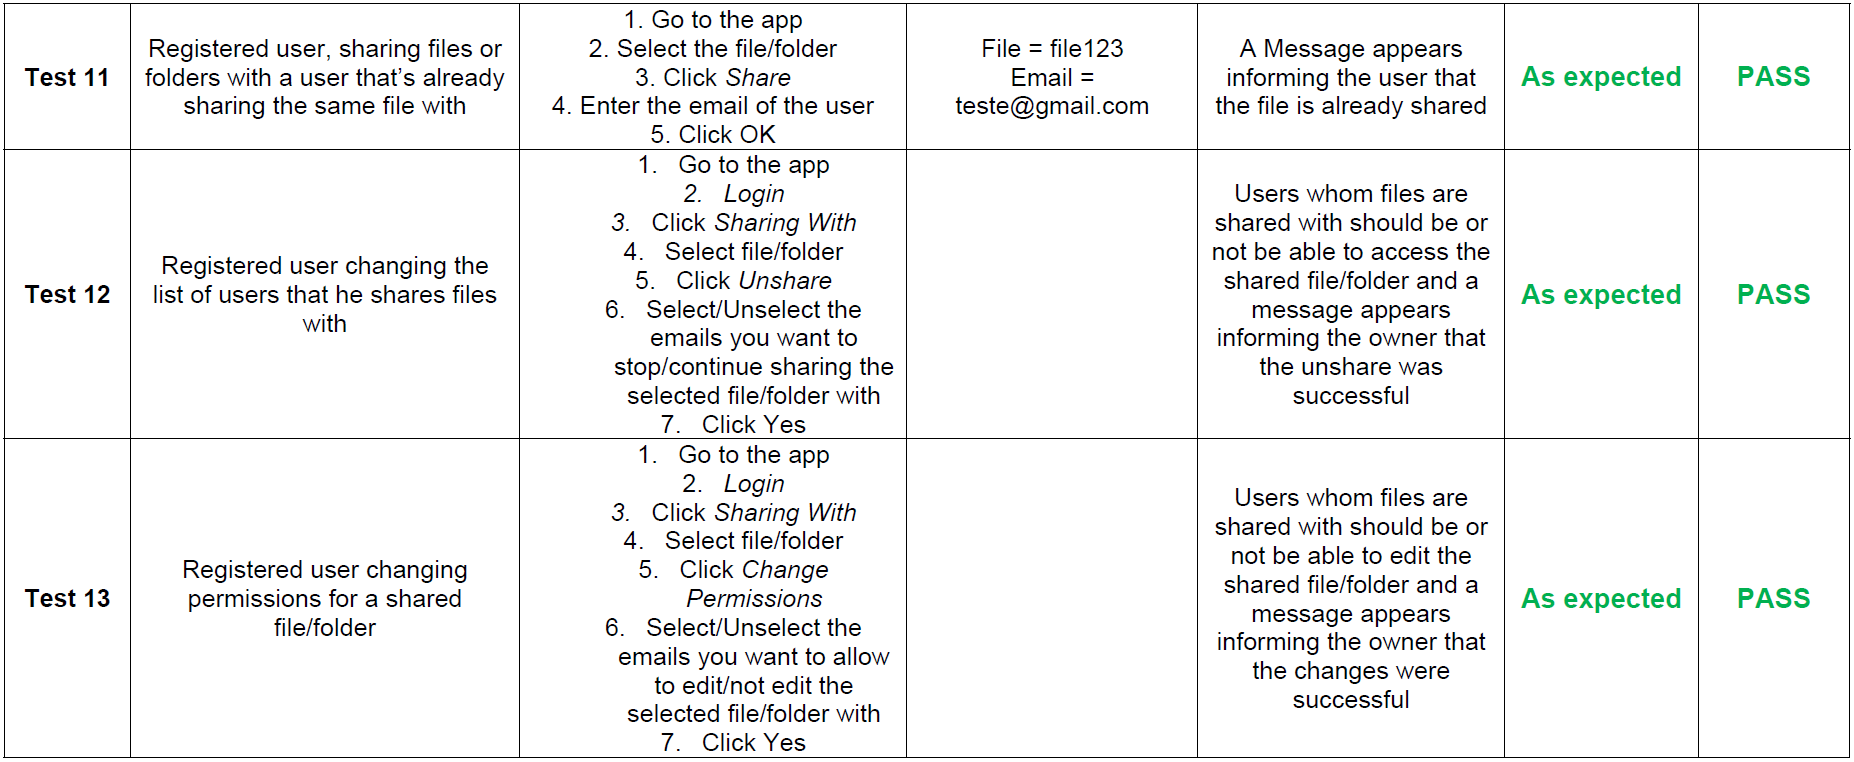 Test 11
Registered user, sharing files or
folders with a user that's already
sharing the same file with
1. Go to the app
2. Select the file/folder
3. Click Share
4. Enter the email of the user
5. Click OK
File = file123
Email =
teste@gmail.com
A Message appears
informing the user that
the file is already shared
As expected
PASS
Test 12
Registered user changing the
list of users that he shares files
with
1. Go to the app
2. Login
3. Click Sharing With
4. Select file/folder
5. Click Unshare
6. Select/Unselect the
emails you want to
stop/continue sharing the
selected file/folder with
7. Click Yes
Users whom files are
shared with should be or
not be able to access the
shared file/folder and a
message appears
informing the owner that
the unshare was
successful
As expected
PASS
Test 13
Registered user changing
permissions for a shared
file/folder
1. Go to the app
2. Login
3. Click Sharing With
4. Select file/folder
5. Click Change
Permissions
6. Select/Unselect the
emails you want to allow
to edit/not edit the
selected file/folder with
7. Click Yes
Users whom files are
shared with should be or
not be able to edit the
shared file/folder and a
message appears
informing the owner that
the changes were
successful
As expected
PASS